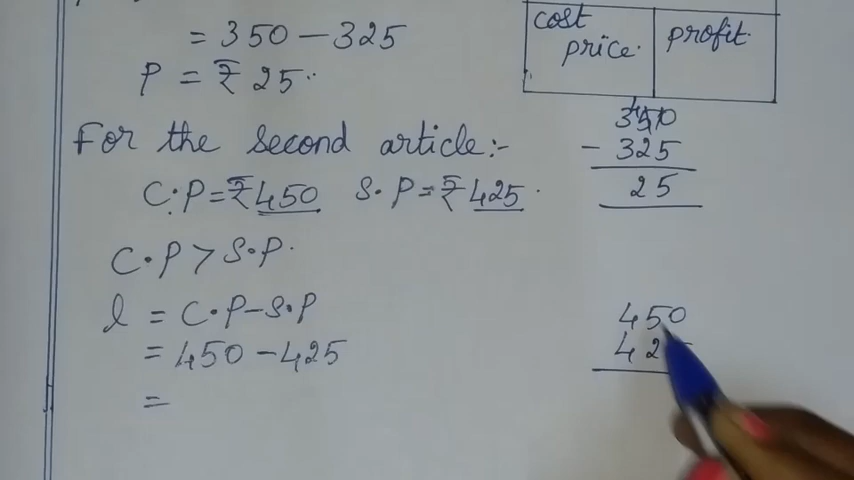 = 350 - 325
P = ₹ 25.
For the second article:-
C.P = ₹ 450 S.P = ₹ 425.
C.P > S.P.
l = C.P - S.P
= 450 - 425
=
cost price. profit.
350
- 325
25
450
42